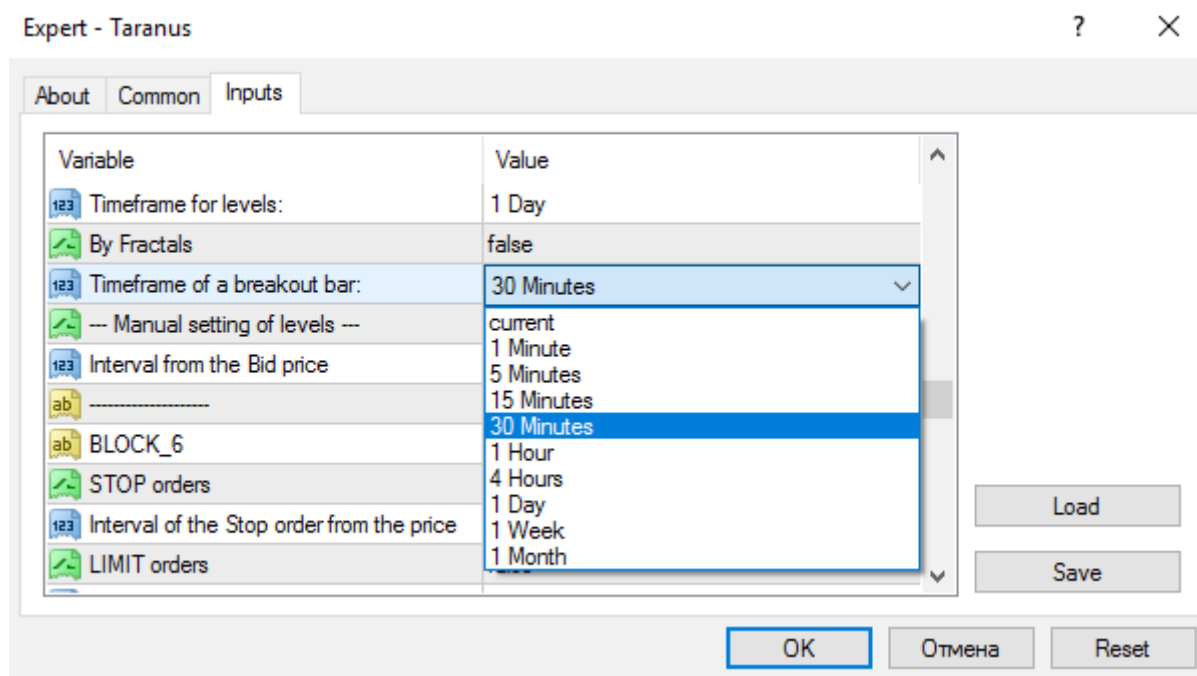 Expert - Taranus ?
About Common Inputs
Variable Value
Timeframe for levels: 1 Day
By Fractals false
Timeframe of a breakout bar: 30 Minutes
--- Manual setting of levels --- current
1 Minute
Interval from the Bid price 5 Minutes
--------------------- 15 Minutes
30 Minutes
BLOCK_6 1 Hour
STOP orders 4 Hours
1 Day
Interval of the Stop order from the price 1 Week
LIMIT orders 1 Month
Load
Save
OK Отмена Reset